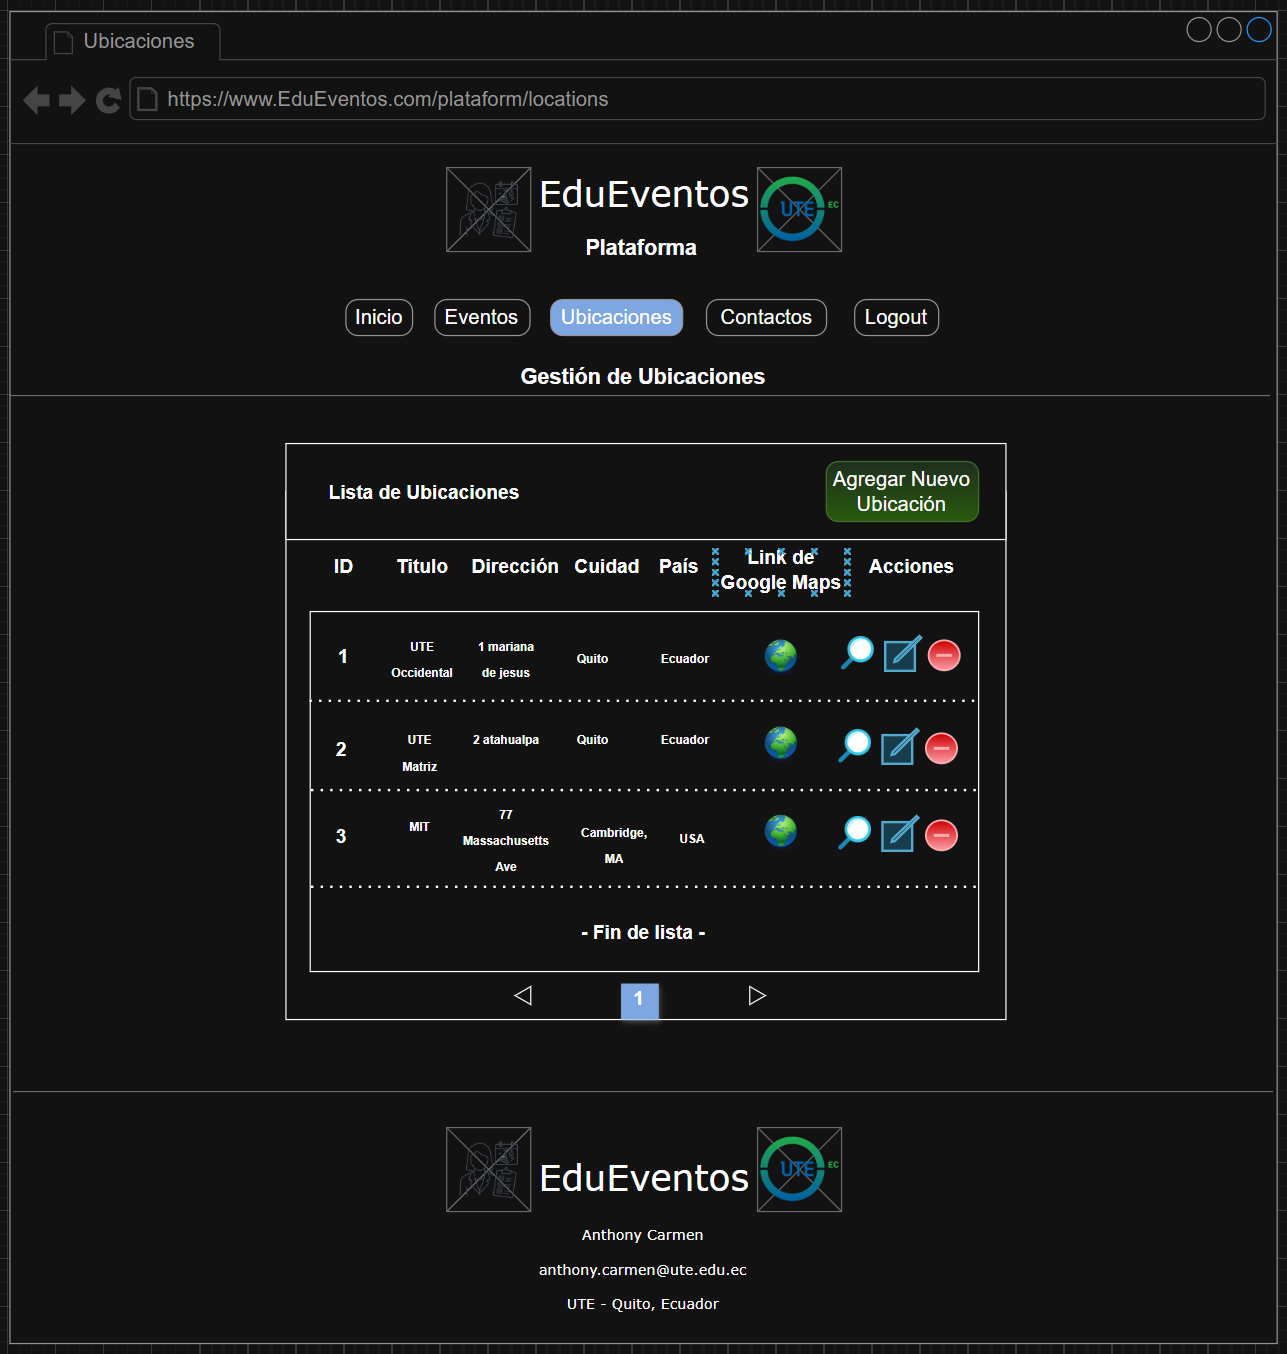 Ubicaciones
https://www.EduEventos.com/plataform/locations
EduEventos
UTE EC
Plataforma
Inicio Eventos Ubicaciones Contactos Logout
Gestión de Ubicaciones
Lista de Ubicaciones
Agregar Nuevo
Ubicación
ID Titulo Dirección Cuidad País Link de Google Maps Acciones
1 UTE Occidental 1 mariana de jesus Quito Ecuador
2 UTE Matriz 2 atahualpa Quito Ecuador
3 MIT 77 Massachusetts Ave Cambridge, MA USA
- Fin de lista -
1
EduEventos
UTE EC
Anthony Carmen
anthony.carmen@ute.edu.ec
UTE - Quito, Ecuador